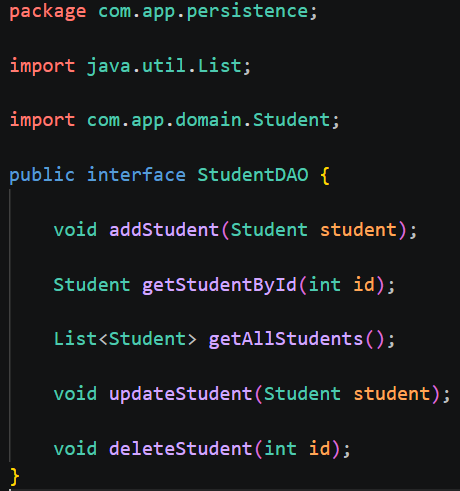 package com.app.persistence;
import java.util.List;
import com.app.domain.Student;
public interface StudentDAO {
void addStudent(Student student);
Student getStudentById(int id);
List<Student> getAllStudents();
void updateStudent(Student student);
void deleteStudent(int id);
}